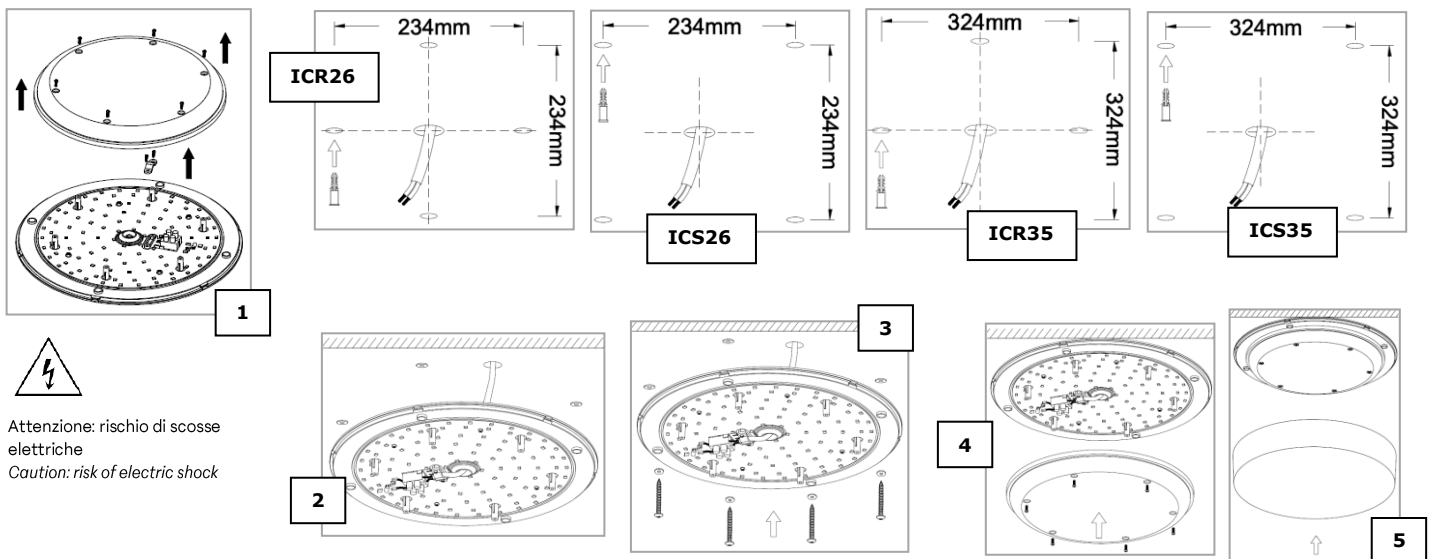 234mm
ICR26
234mm
234mm
234mm
ICS26
324mm
324mm
ICR35
324mm
324mm
ICS35
1
Attenzione: rischio di scosse
elettriche
Caution: risk of electric shock
2
3
4
5